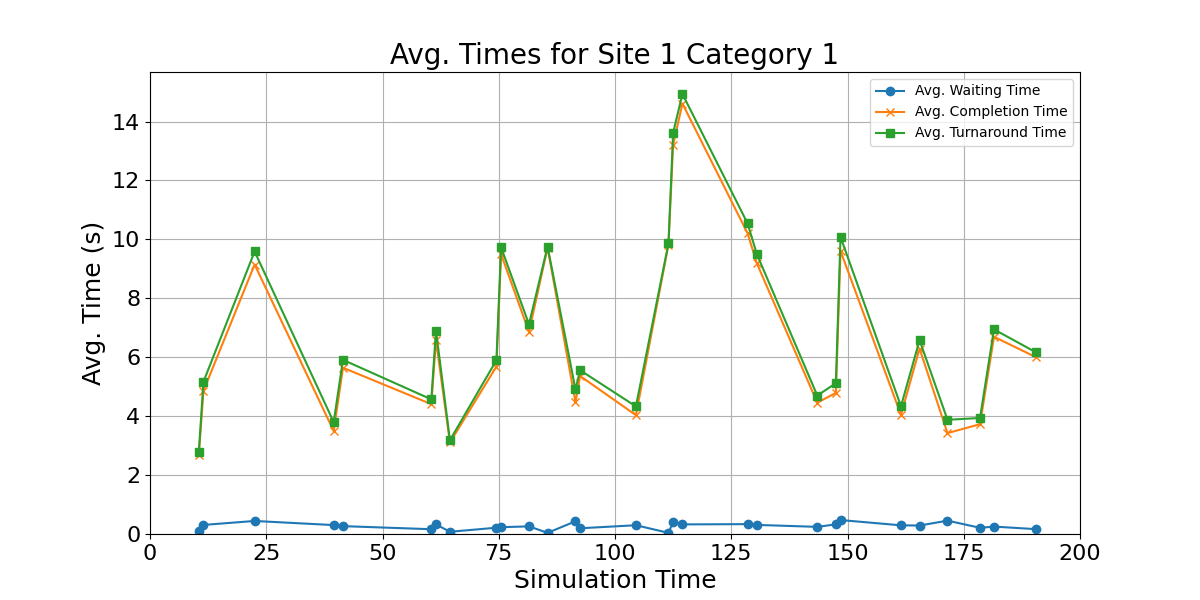 Avg. Times for Site 1 Category 1
Avg. Waiting Time
Avg. Completion Time
Avg. Turnaround Time
Avg. Time (s)
14
12
10
8
6
4
2
0
0 25 50 75 100 125 150 175 200
Simulation Time